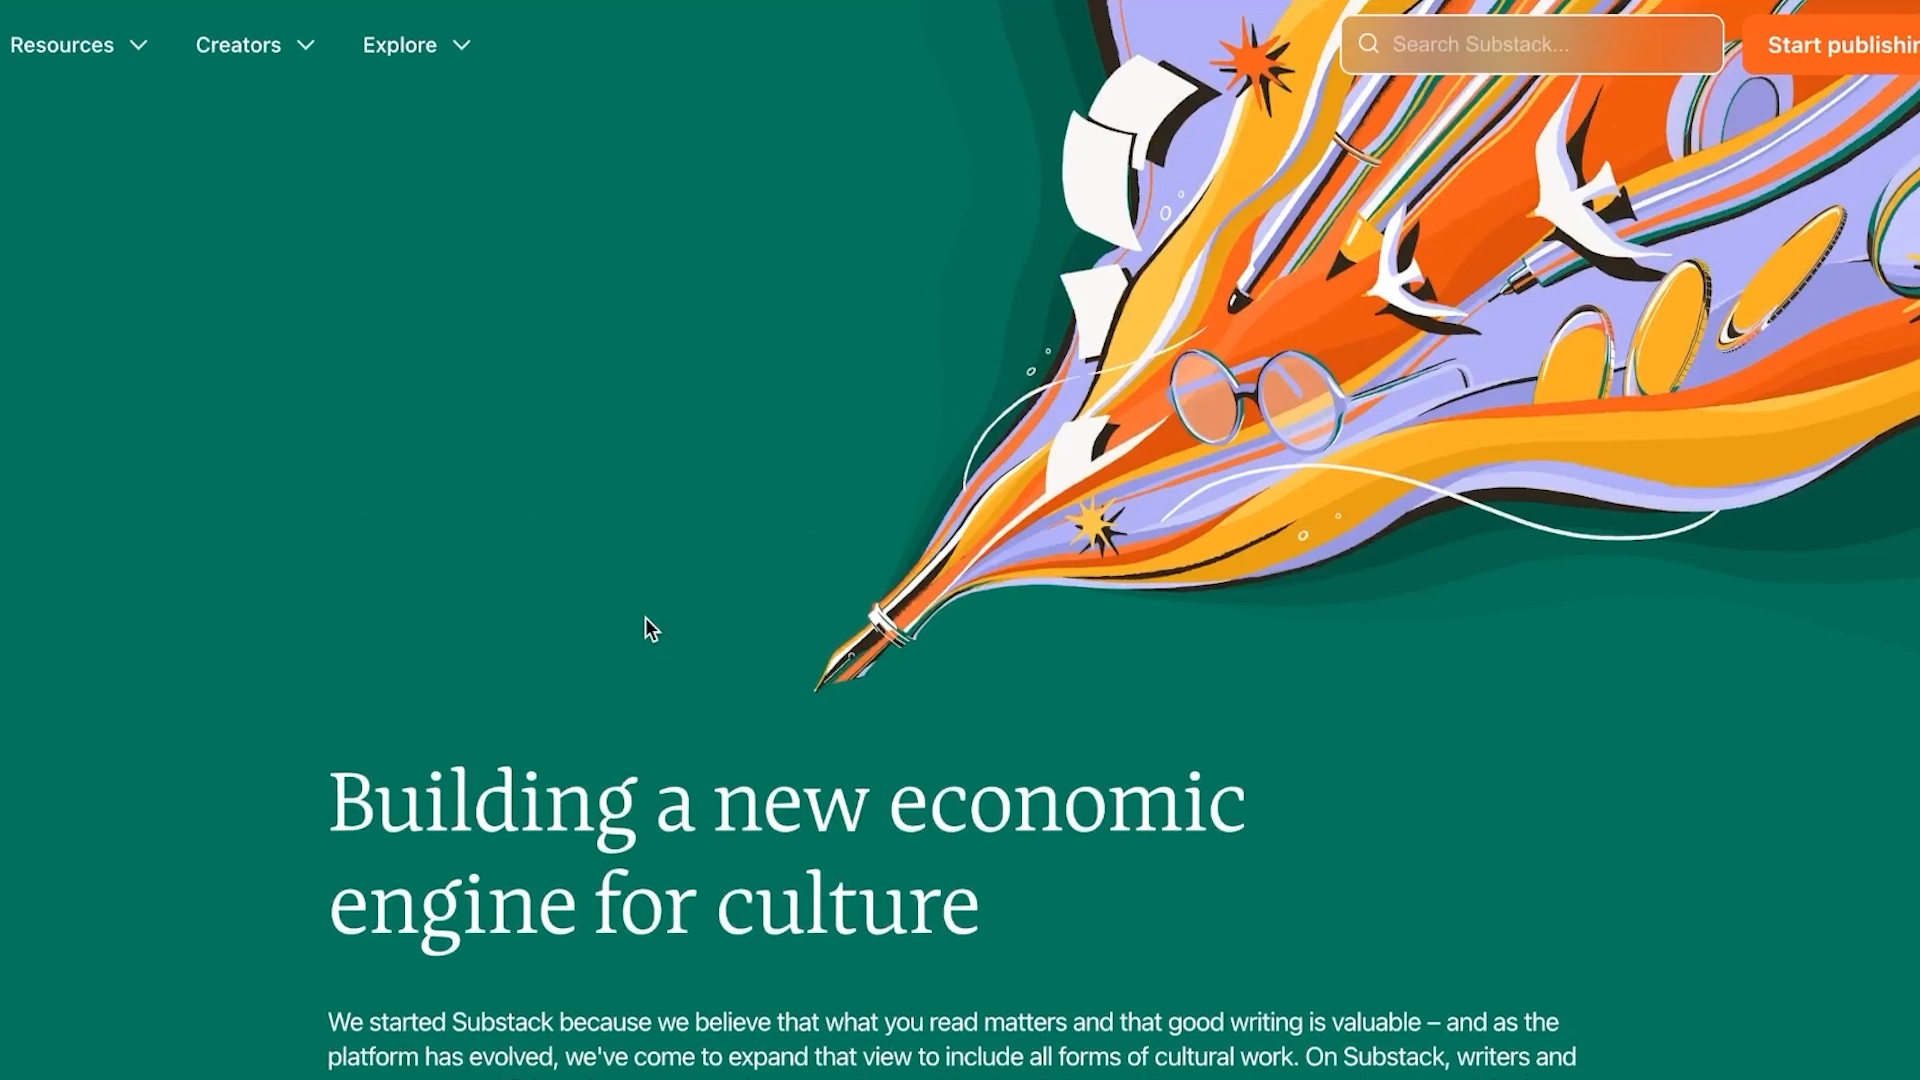 Resources
Creators
Explore
Search Substack...
Start publishin
Building a new economic
engine for culture
We started Substack because we believe that what you read matters and that good writing is valuable – and as the
platform has evolved, we've come to expand that view to include all forms of cultural work. On Substack, writers and